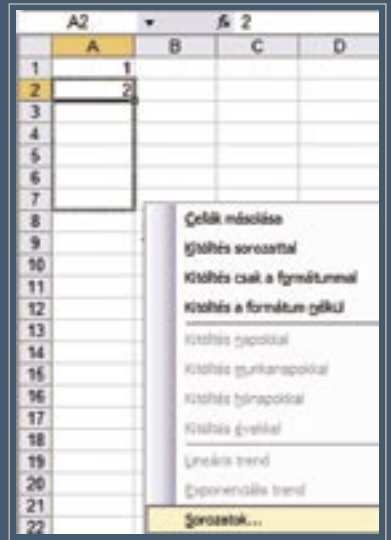 A2 fx 2
A B C D
1 1
2 2
3
4
5
6
7
8
9
10
11
12
13
14
15
16
17
18
19
20
21
22
Cellák másolása
Kitöltés sorozattal
Kitöltés csak a formátummal
Kitöltés a formátum nélkül
Kitöltés napokkal
Kitöltés munkanapokkal
Kitöltés hónapokkal
Kitöltés évekkel
Lineáris trend
Exponenciális trend
Sorozatok...